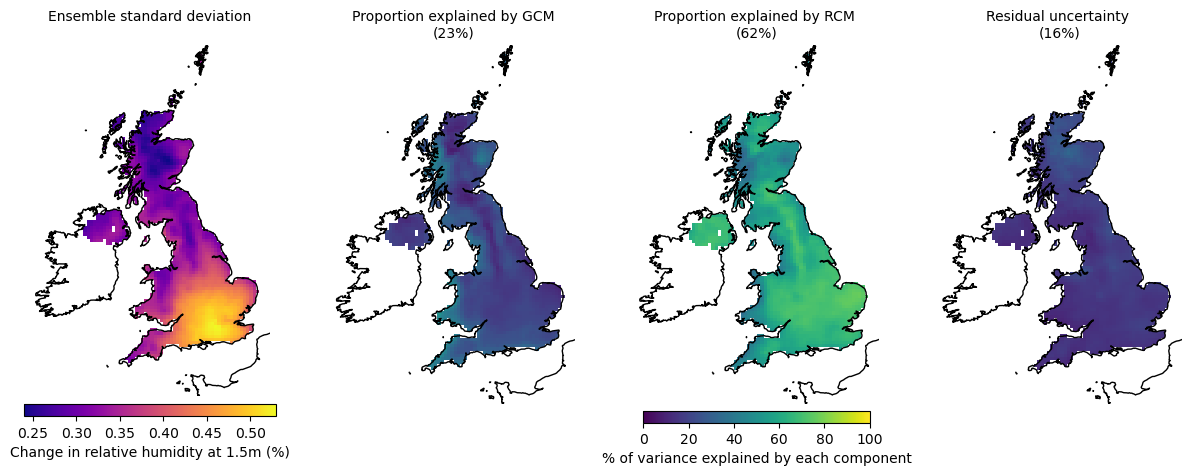 Ensemble standard deviation
Proportion explained by GCM
(23%)
Proportion explained by RCM
(62%)
Residual uncertainty
(16%)
0.25 0.30 0.35 0.40 0.45 0.50
Change in relative humidity at 1.5m (%)
0 20 40 60 80 100
% of variance explained by each component